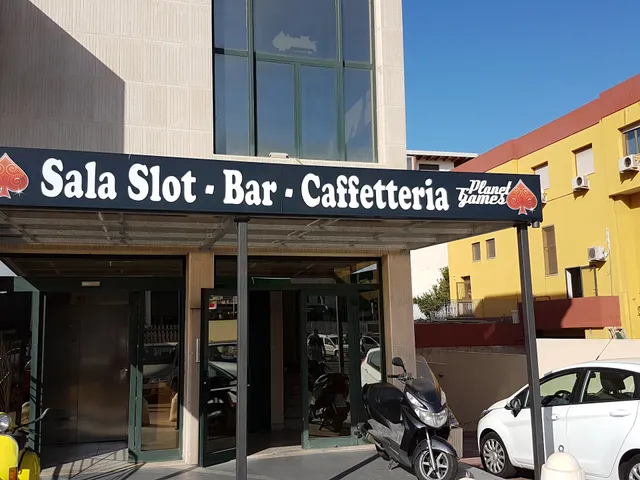 Sala Slot - Bar - Caffetteria
Planet
Games